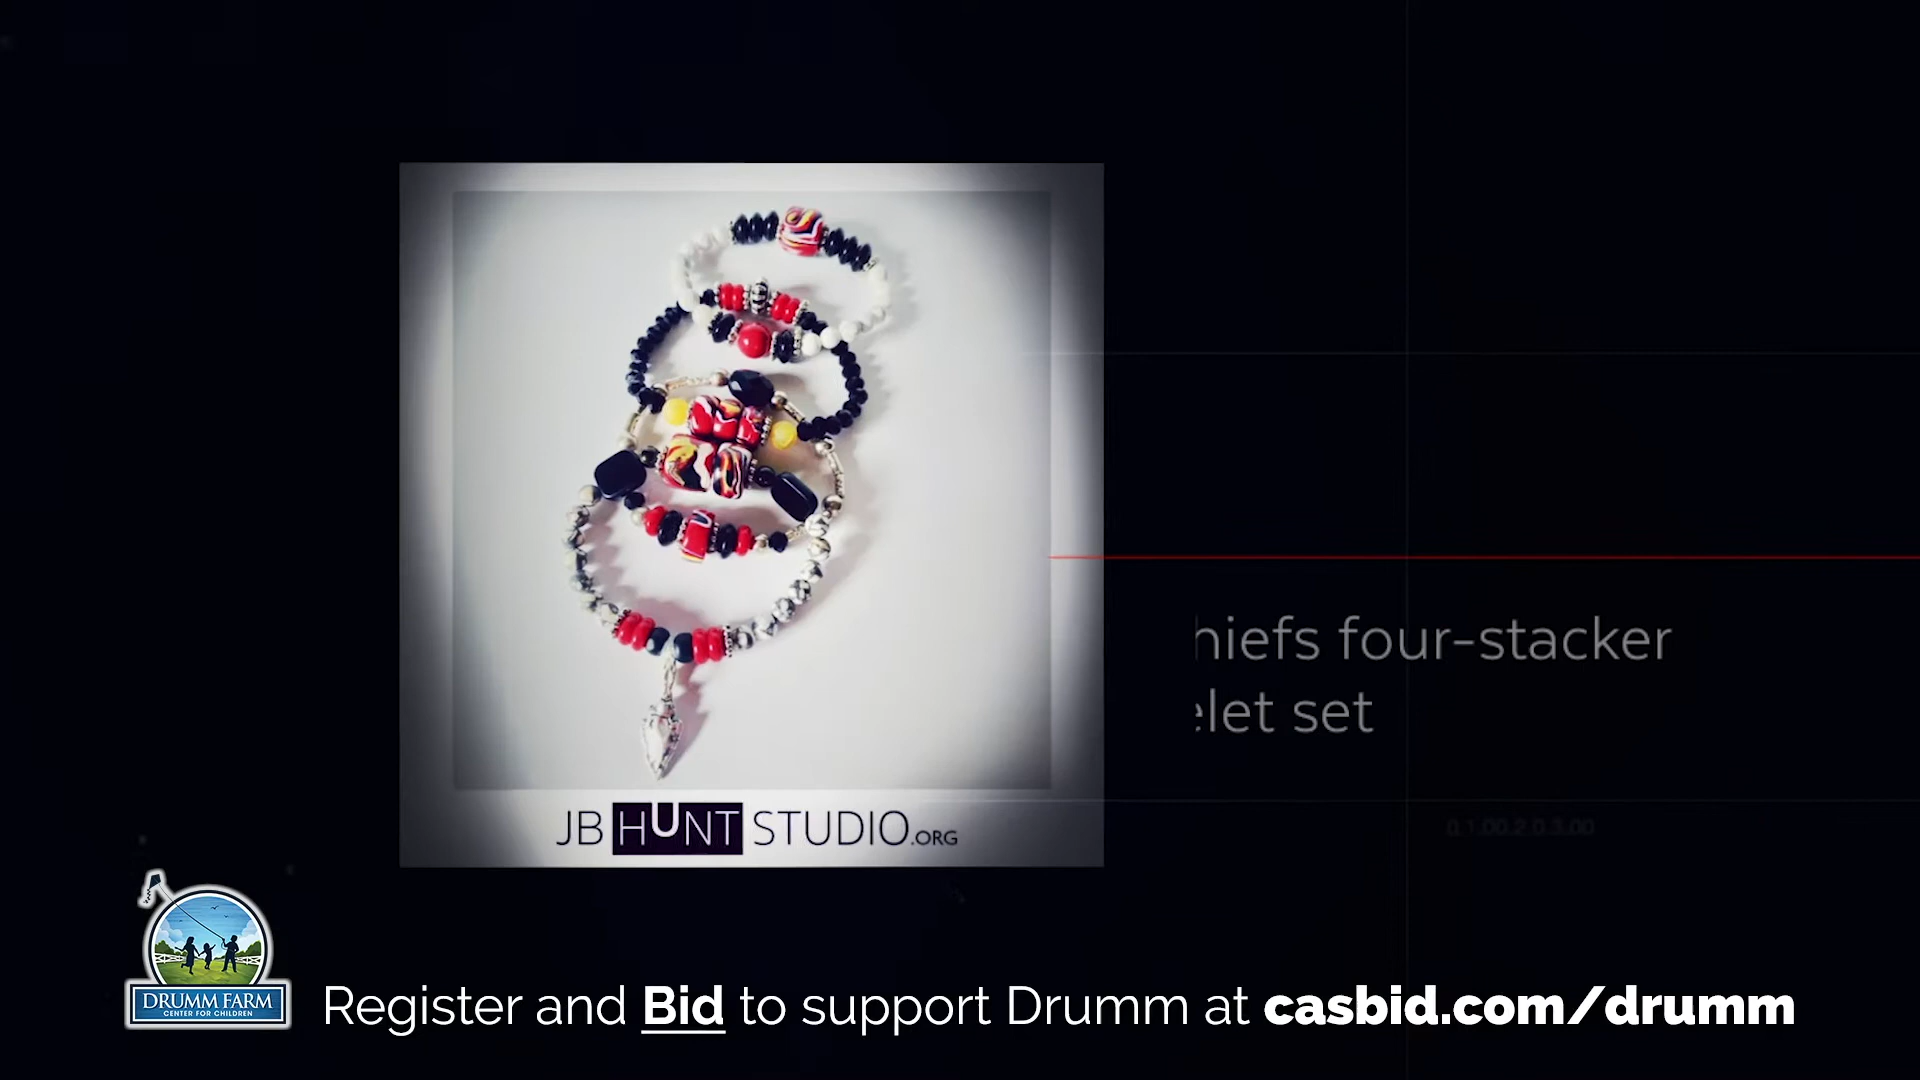 hiefs four-stacker
elet set
JB HUNT STUDIO.ORG
DRUMM FARM
CENTER FOR CHILDREN
Register and Bid to support Drumm at casbid.com/drumm